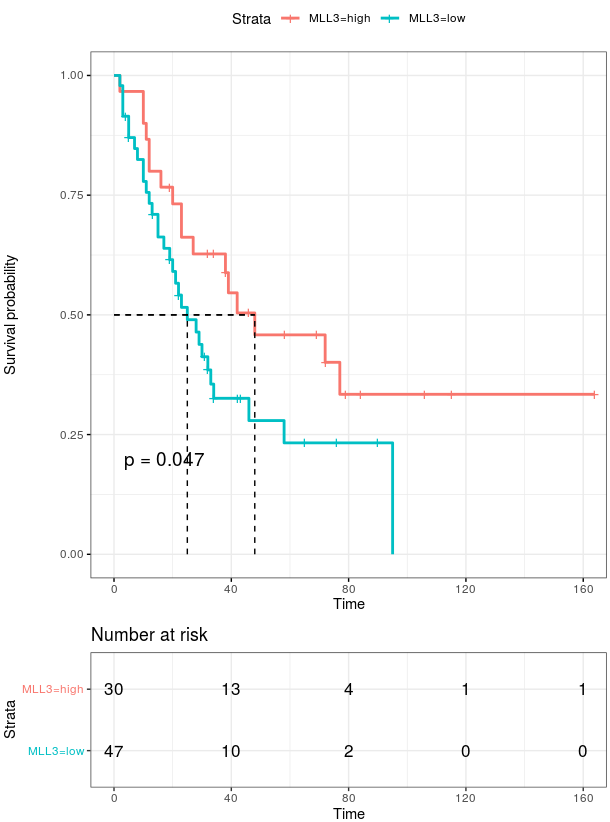 Strata MLL3=high MLL3=low
1.00
0.75
0.50
0.25
0.00
Survival probability
p = 0.047
0 40 80 120 160
Time
Number at risk
Strata
MLL3=high 30 13 4 1 1
MLL3=low 47 10 2 0 0
0 40 80 120 160
Time